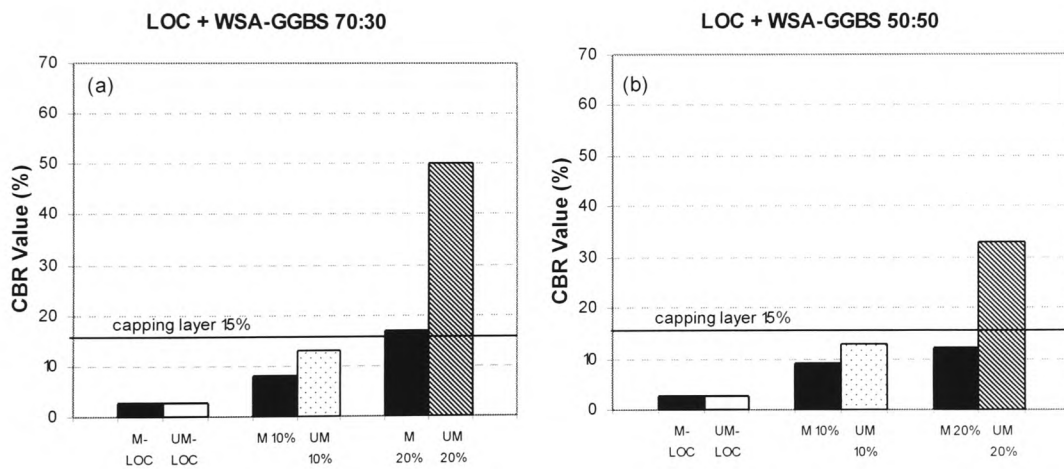 LOC + WSA-GGBS 70:30
(a)
CBR Value (%)
70
60
50
40
30
20
10
0
capping layer 15%
M-
LOC
UM-
LOC
M 10%
UM
10%
M
20%
UM
20%
LOC + WSA-GGBS 50:50
(b)
CBR Value (%)
70
60
50
40
30
20
10
0
capping layer 15%
M-
LOC
UM-
LOC
M 10%
UM
10%
M 20%
UM
20%